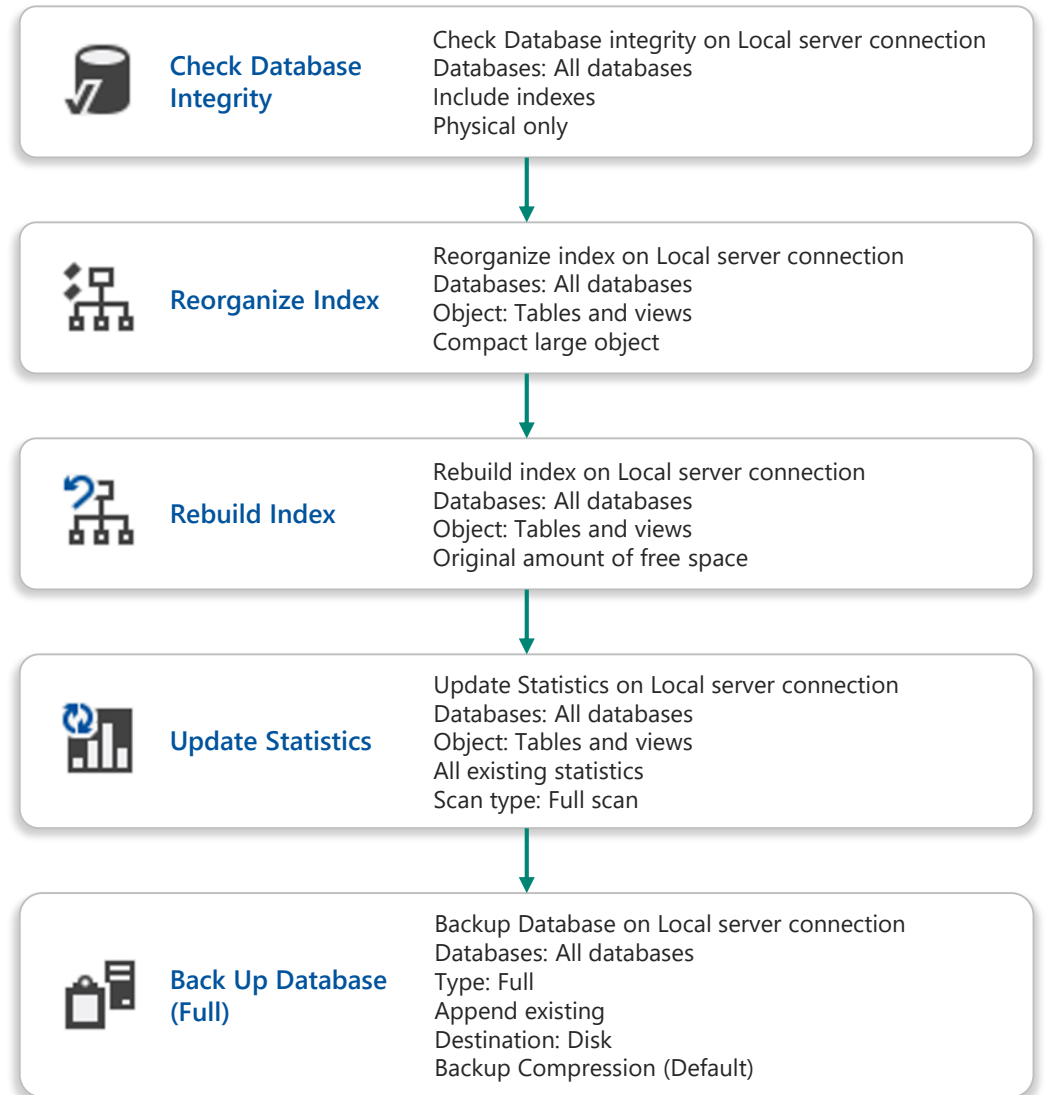 Check Database
Integrity
Check Database integrity on Local server connection
Databases: All databases
Include indexes
Physical only
Reorganize Index
Reorganize index on Local server connection
Databases: All databases
Object: Tables and views
Compact large object
Rebuild Index
Rebuild index on Local server connection
Databases: All databases
Object: Tables and views
Original amount of free space
Update Statistics
Update Statistics on Local server connection
Databases: All databases
Object: Tables and views
All existing statistics
Scan type: Full scan
Back Up Database
(Full)
Backup Database on Local server connection
Databases: All databases
Type: Full
Append existing
Destination: Disk
Backup Compression (Default)